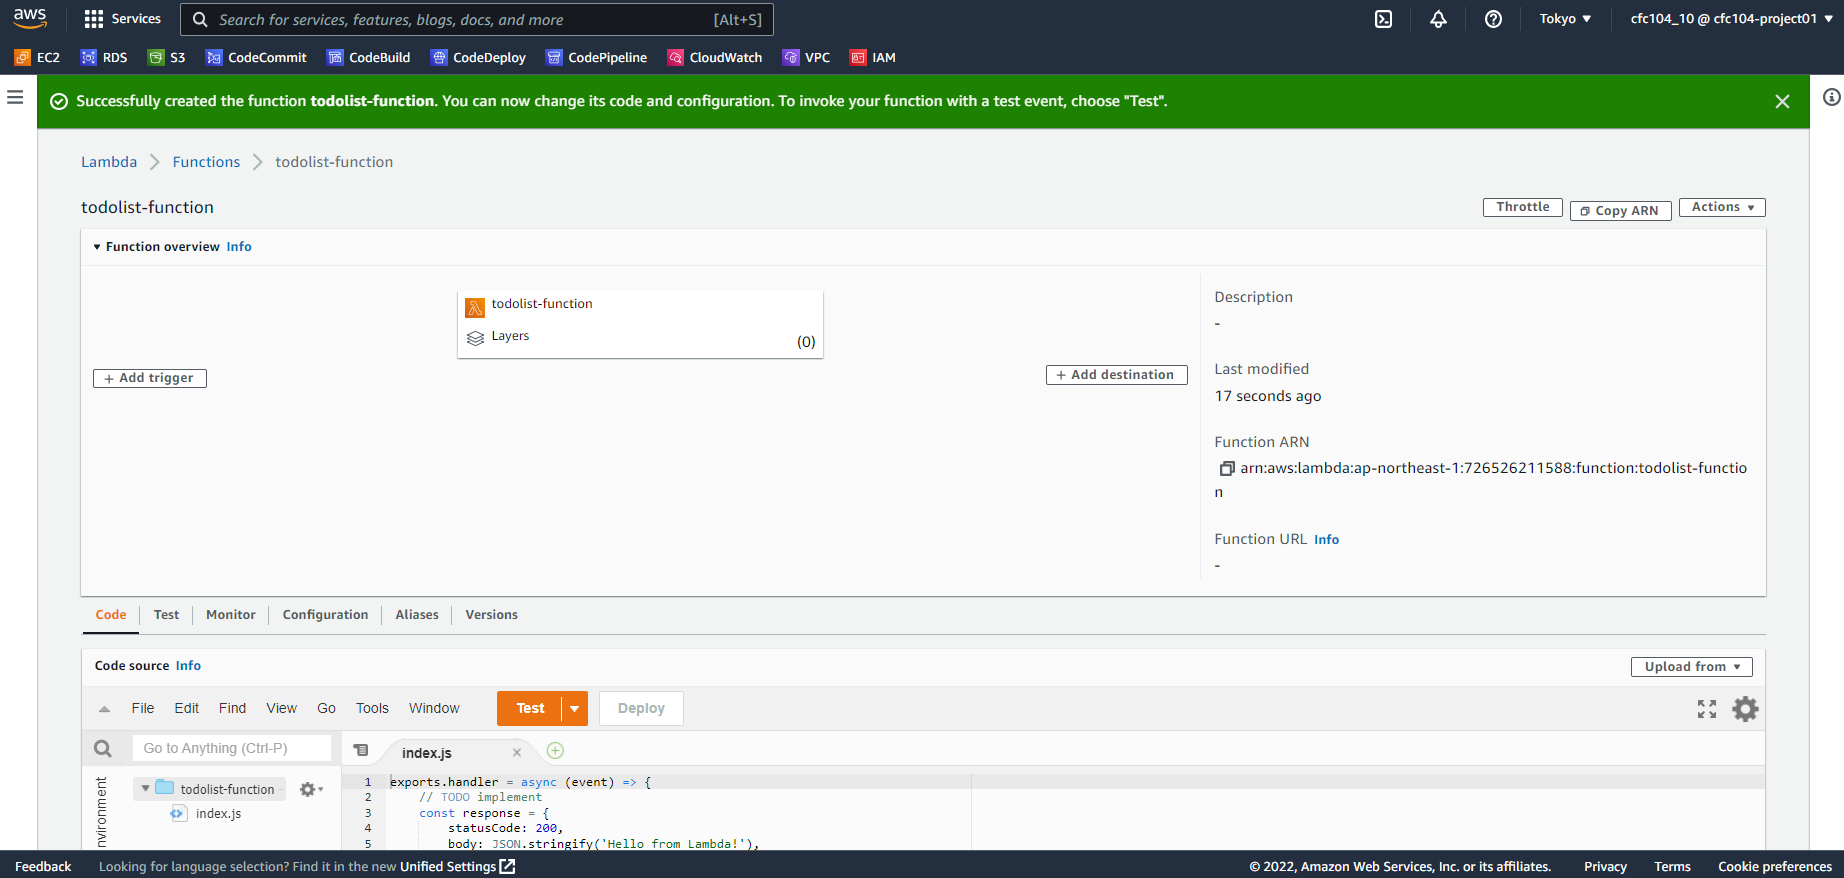 aws
Services
Search for services, features, blogs, docs, and more
[Alt+S]
Tokyo ▼
cfc104_10 @ cfc104-project01 ▼
EC2
RDS
S3
CodeCommit
CodeBuild
CodeDeploy
CodePipeline
CloudWatch
VPC
IAM
Successfully created the function todolist-function. You can now change its code and configuration. To invoke your function with a test event, choose "Test".
Lambda
Functions
todolist-function
todolist-function
Throttle
Copy ARN
Actions ▼
▼ Function overview Info
todolist-function
Layers
(0)
+ Add trigger
+ Add destination
Description
-
Last modified
17 seconds ago
Function ARN
arn:aws:lambda:ap-northeast-1:726526211588:function:todolist-functio
n
Function URL Info
-
Code
Test
Monitor
Configuration
Aliases
Versions
Code source Info
Upload from ▼
File
Edit
Find
View
Go
Tools
Window
Test
Deploy
Go to Anything (Ctrl-P)
index.js
todolist-function
index.js
nvironment
1 exports.handler = async (event) => {
2 // TODO implement
3 const response = {
4 statusCode: 200,
5 body: JSON.stringify('Hello from Lambda!'),
Feedback
Looking for language selection? Find it in the new Unified Settings
© 2022, Amazon Web Services, Inc. or its affiliates.
Privacy
Terms
Cookie preferences